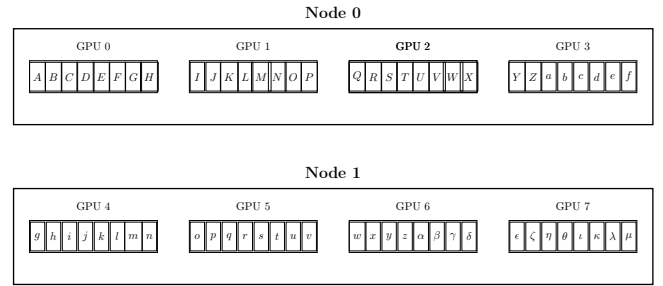 Node 0
GPU 0 GPU 1 GPU 2 GPU 3
A B C D E F G H I J K L M N O P Q R S T U V W X Y Z a b c d e f
Node 1
GPU 4 GPU 5 GPU 6 GPU 7
g h i j k l m n o p q r s t u v w x y z α β γ δ ϵ ζ η θ ι κ λ μ